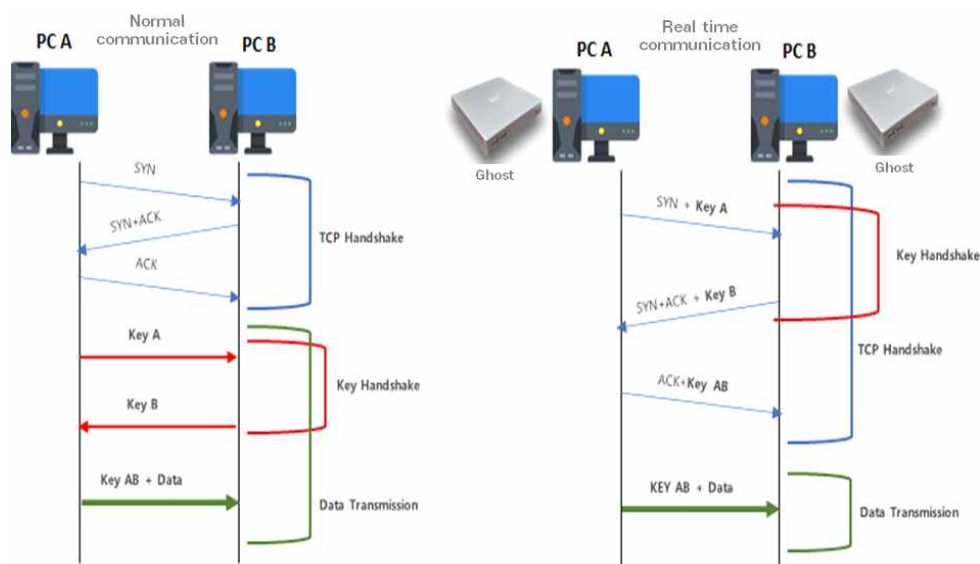 Normal
communication
PC A
PC B
SYN
SYN+ACK
ACK
TCP Handshake
Key A
Key B
Key Handshake
Key AB + Data
Data Transmission
Real time
communication
PC A
PC B
Ghost
Ghost
SYN + Key A
Key Handshake
SYN+ACK + Key B
TCP Handshake
ACK+Key AB
KEY AB + Data
Data Transmission